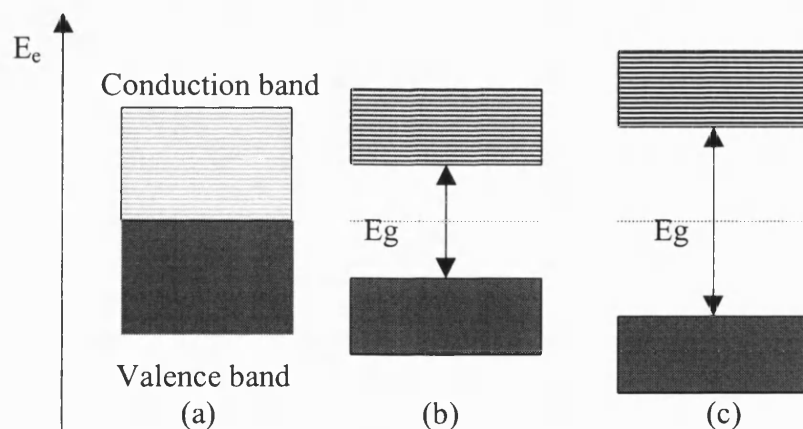 Eₑ
Conduction band
Eg
Eg
Valence band
(a)
(b)
(c)